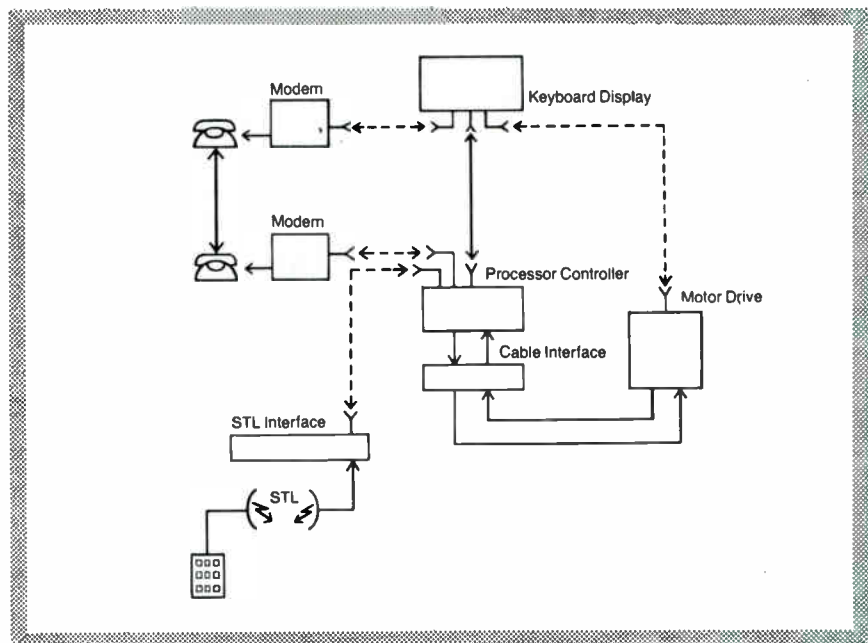 Modem
Keyboard Display
Modem
Processor Controller
Motor Drive
Cable Interface
STL Interface
STL